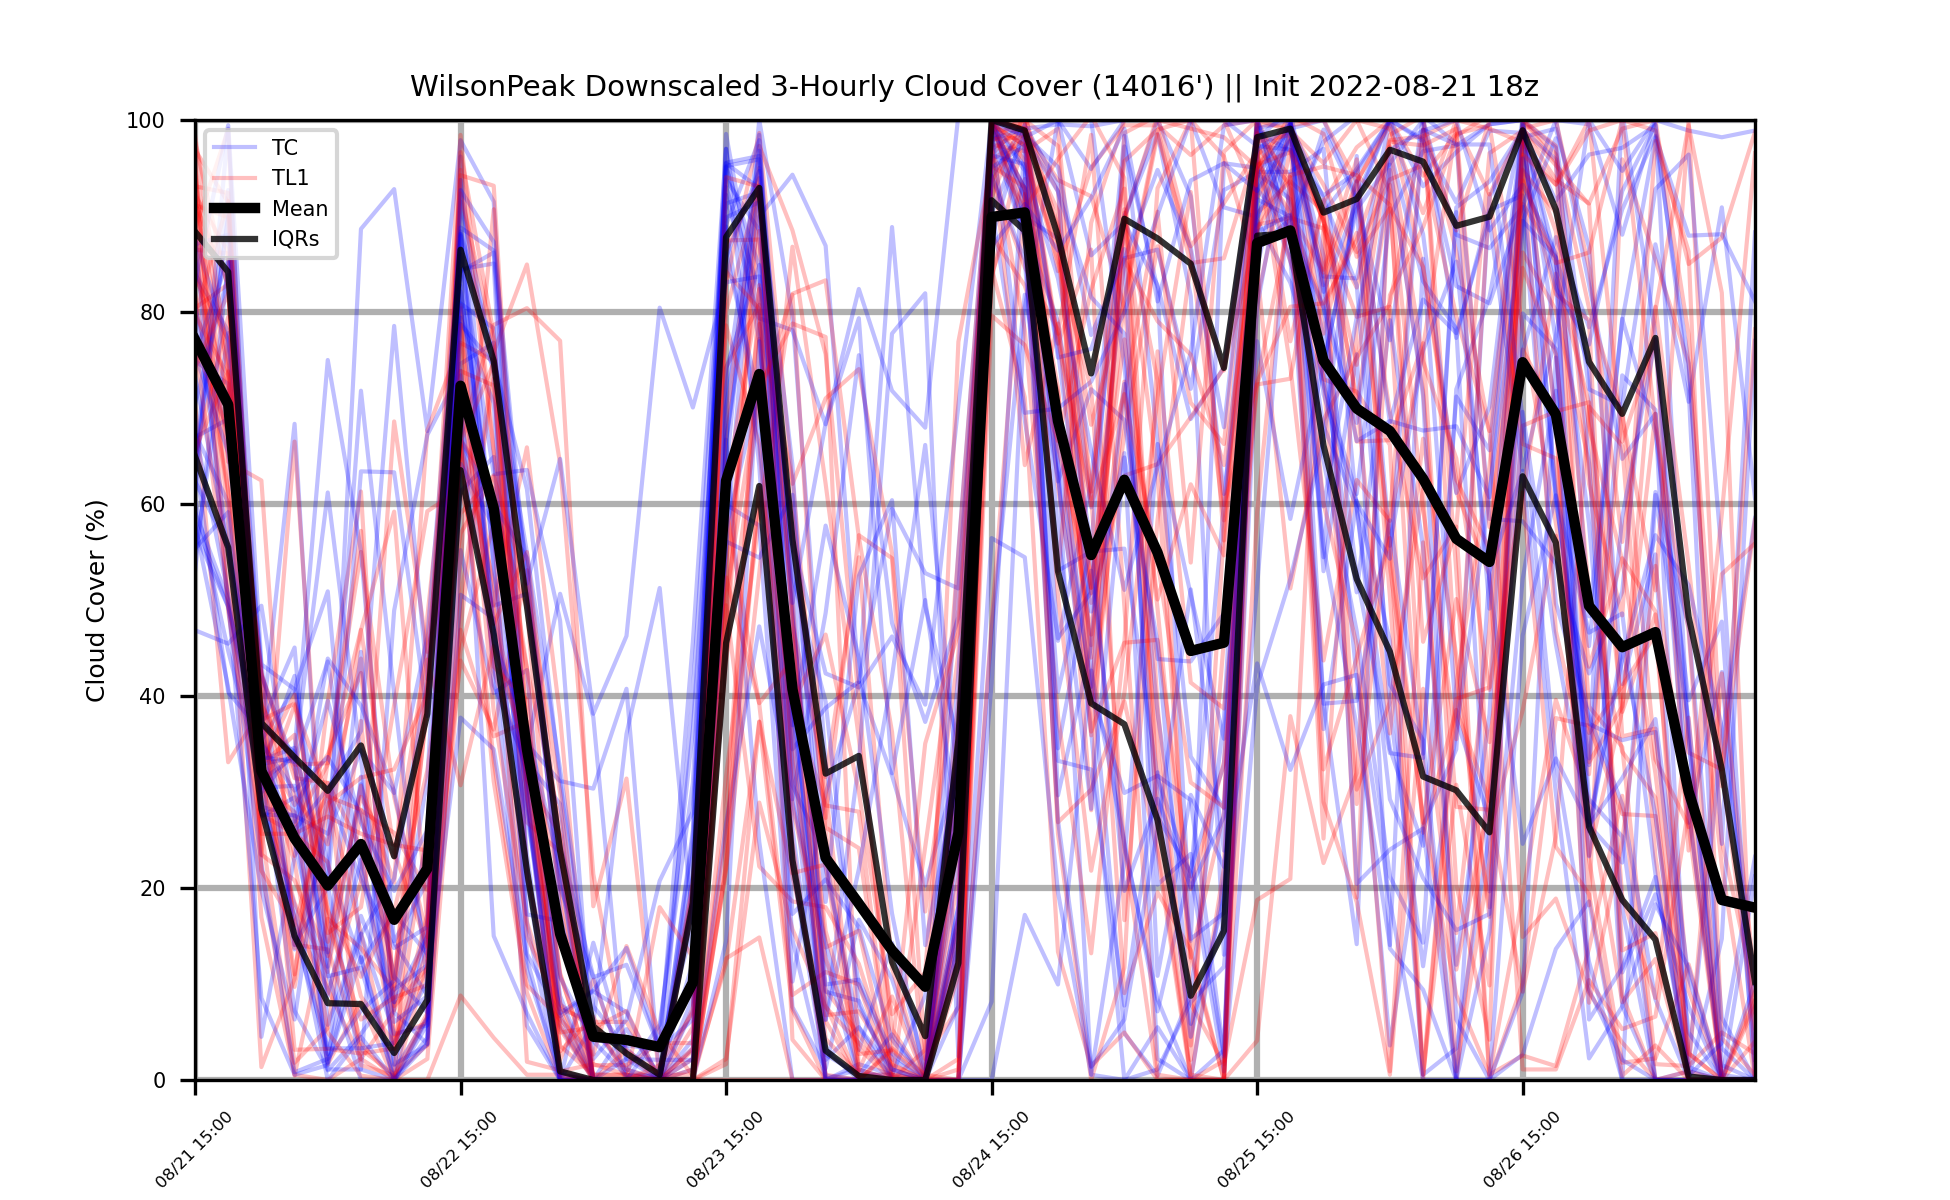 WilsonPeak Downscaled 3-Hourly Cloud Cover (14016') || Init 2022-08-21 18z
TC
TL1
Mean
IQRs
Cloud Cover (%)
100
80
60
40
20
0
08/21 15:00
08/22 15:00
08/23 15:00
08/24 15:00
08/25 15:00
08/26 15:00